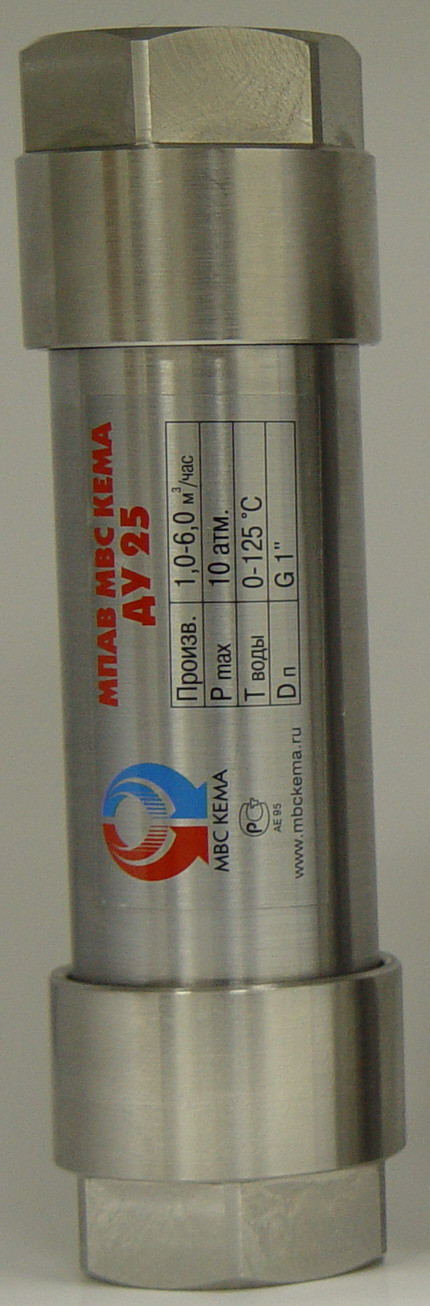 МПАВ МВС КЕМА
ДУ 25
Произв. 1,0-6,0 м³/час
P max 10 атм.
Т воды 0-125 °С
D п G 1"
МВС КЕМА
РС
АЕ 95
www.mbckema.ru